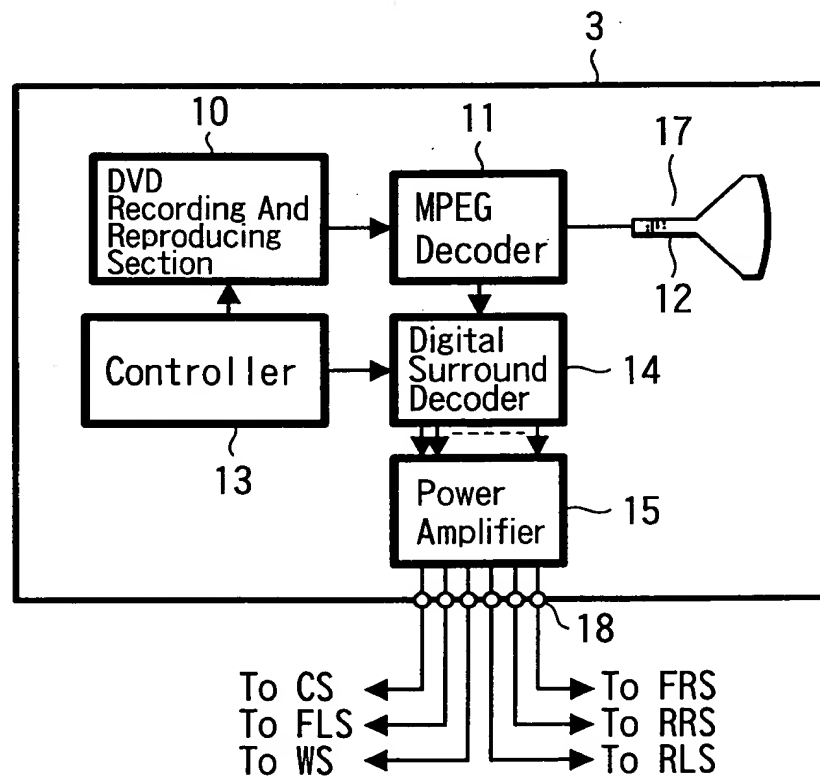 3
10
11
17
DVD
Recording And
Reproducing
Section
MPEG
Decoder
12
Controller
Digital
Surround
Decoder
14
13
Power
Amplifier
15
18
To CS
To FRS
To FLS
To RRS
To WS
To RLS